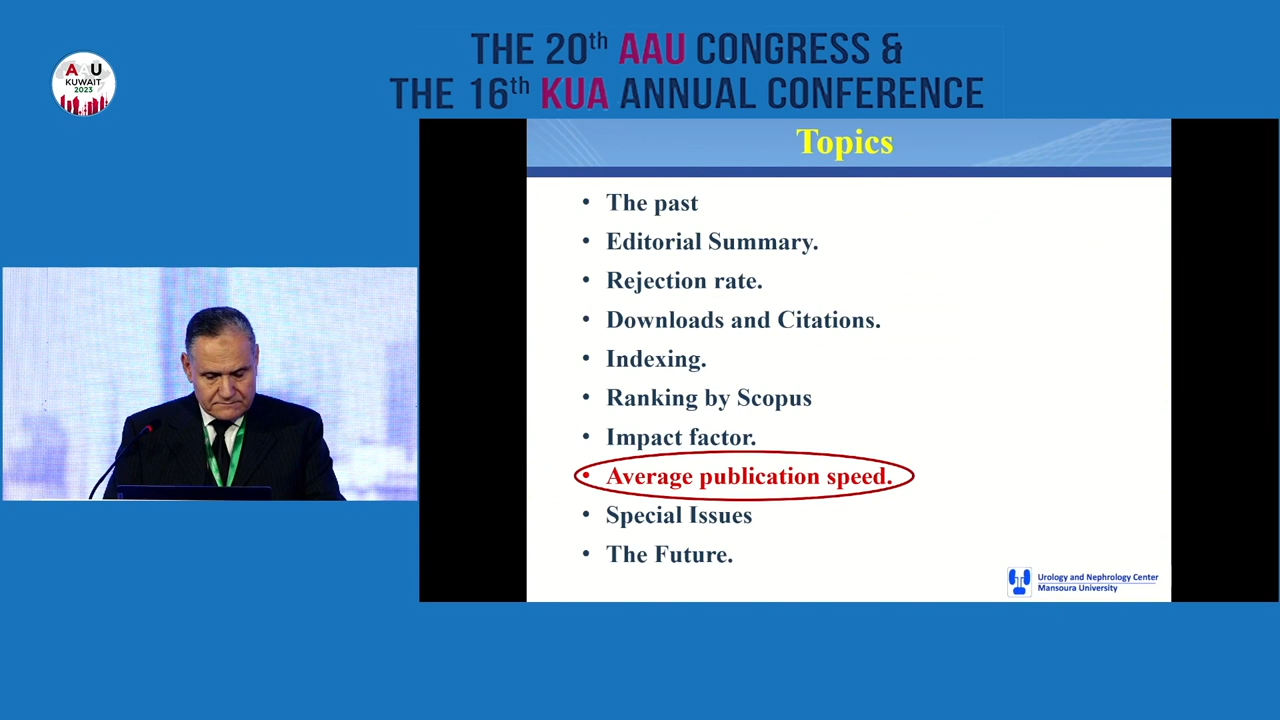 THE 20th AAU CONGRESS &
THE 16th KUA ANNUAL CONFERENCE
AAU
KUWAIT
2023
Topics
• The past
• Editorial Summary.
• Rejection rate.
• Downloads and Citations.
• Indexing.
• Ranking by Scopus
• Impact factor.
• Average publication speed.
• Special Issues
• The Future.
Urology and Nephrology Center
Mansoura University